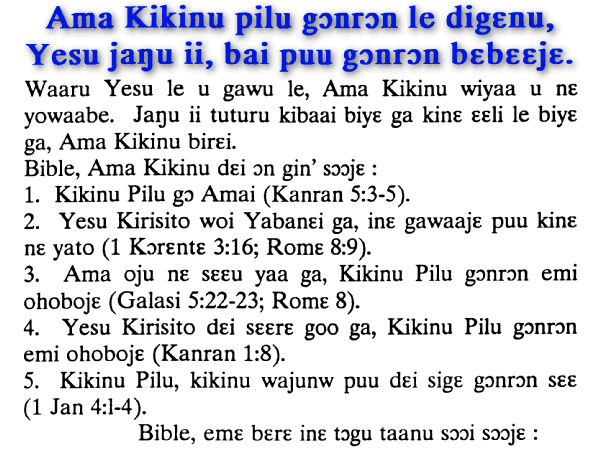 Ama Kikinu pilu gɔnrɔn le digɛnu,
Yesu jaŋu ii, bai puu gɔnrɔn bɛbɛɛjɛ.
Waaru Yesu le u gawu le, Ama Kikinu wiyaa u nɛ
yowaabe. Jaŋu ii tuturu kibaai biyɛ ga kinɛ ɛɛli le biyɛ
ga, Ama Kikinu birɛi.
Bible, Ama Kikinu dɛi ɔn gin' sɔɔjɛ :
1. Kikinu Pilu gɔ Amai (Kanran 5:3-5).
2. Yesu Kirisito woi Yabanɛi ga, inɛ gawaajɛ puu kinɛ
nɛ yato (1 Kɔrɛntɛ 3:16; Romɛ 8:9).
3. Ama oju nɛ sɛɛu yaa ga, Kikinu Pilu gɔnrɔn emi
ohobojɛ (Galasi 5:22-23; Romɛ 8).
4. Yesu Kirisito dɛi sɛɛrɛ goo ga, Kikinu Pilu gɔnrɔn
emi ohobojɛ (Kanran 1:8).
5. Kikinu Pilu, kikinu wajunw puu dɛi sigɛ gɔnrɔn sɛɛ
(1 Jan 4:l-4).
Bible, emɛ bɛrɛ inɛ tɔgu taanu sɔɔi sɔɔjɛ :